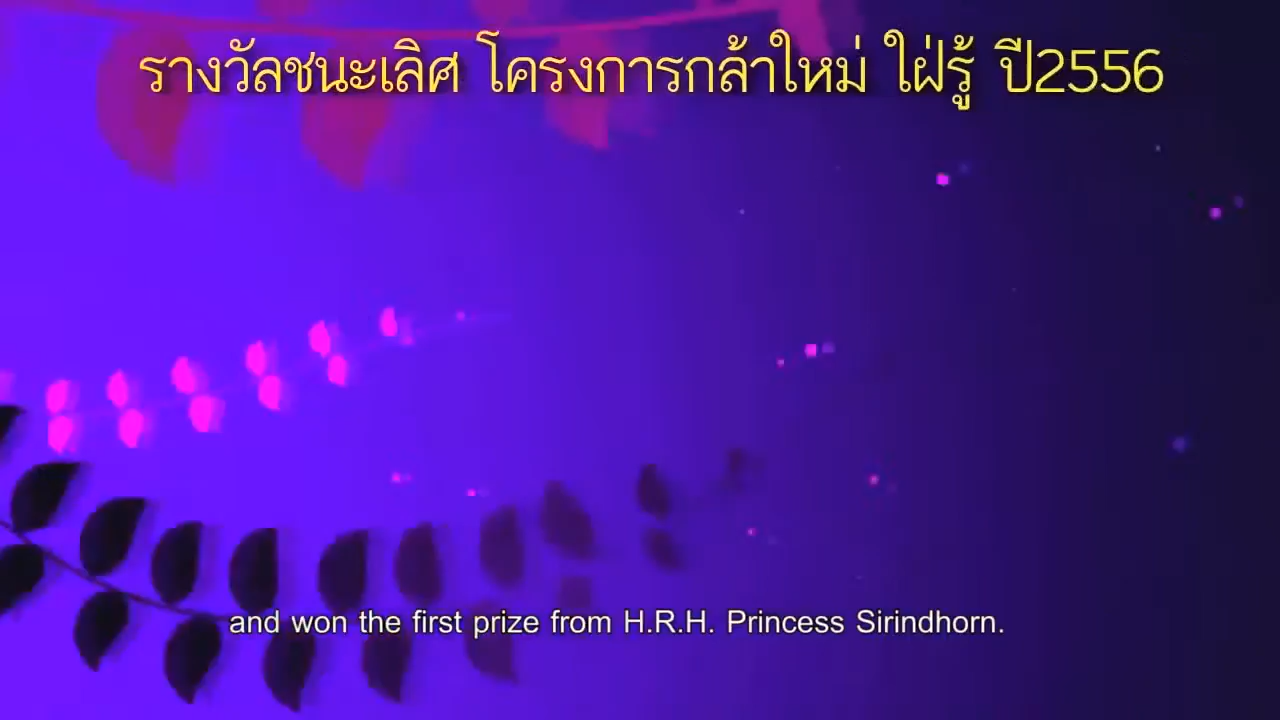 รางวัลชนะเลิศ โครงการกล้าใหม่ ใฝ่รู้ ปี2556
and won the first prize from H.R.H. Princess Sirindhorn.